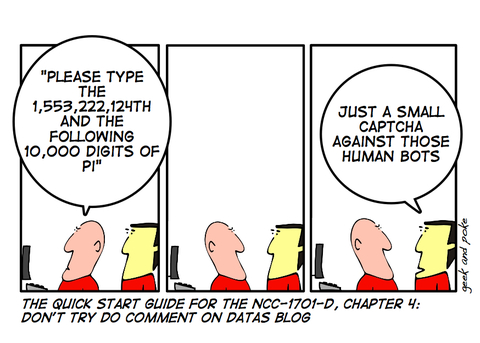 "PLEASE TYPE
THE
1,553,222,124TH
AND THE
FOLLOWING
10,000 DIGITS OF
PI"
JUST A SMALL
CAPTCHA
AGAINST THOSE
HUMAN BOTS
geek and poke
THE QUICK START GUIDE FOR THE NCC-1701-D, CHAPTER 4:
DON'T TRY DO COMMENT ON DATAS BLOG